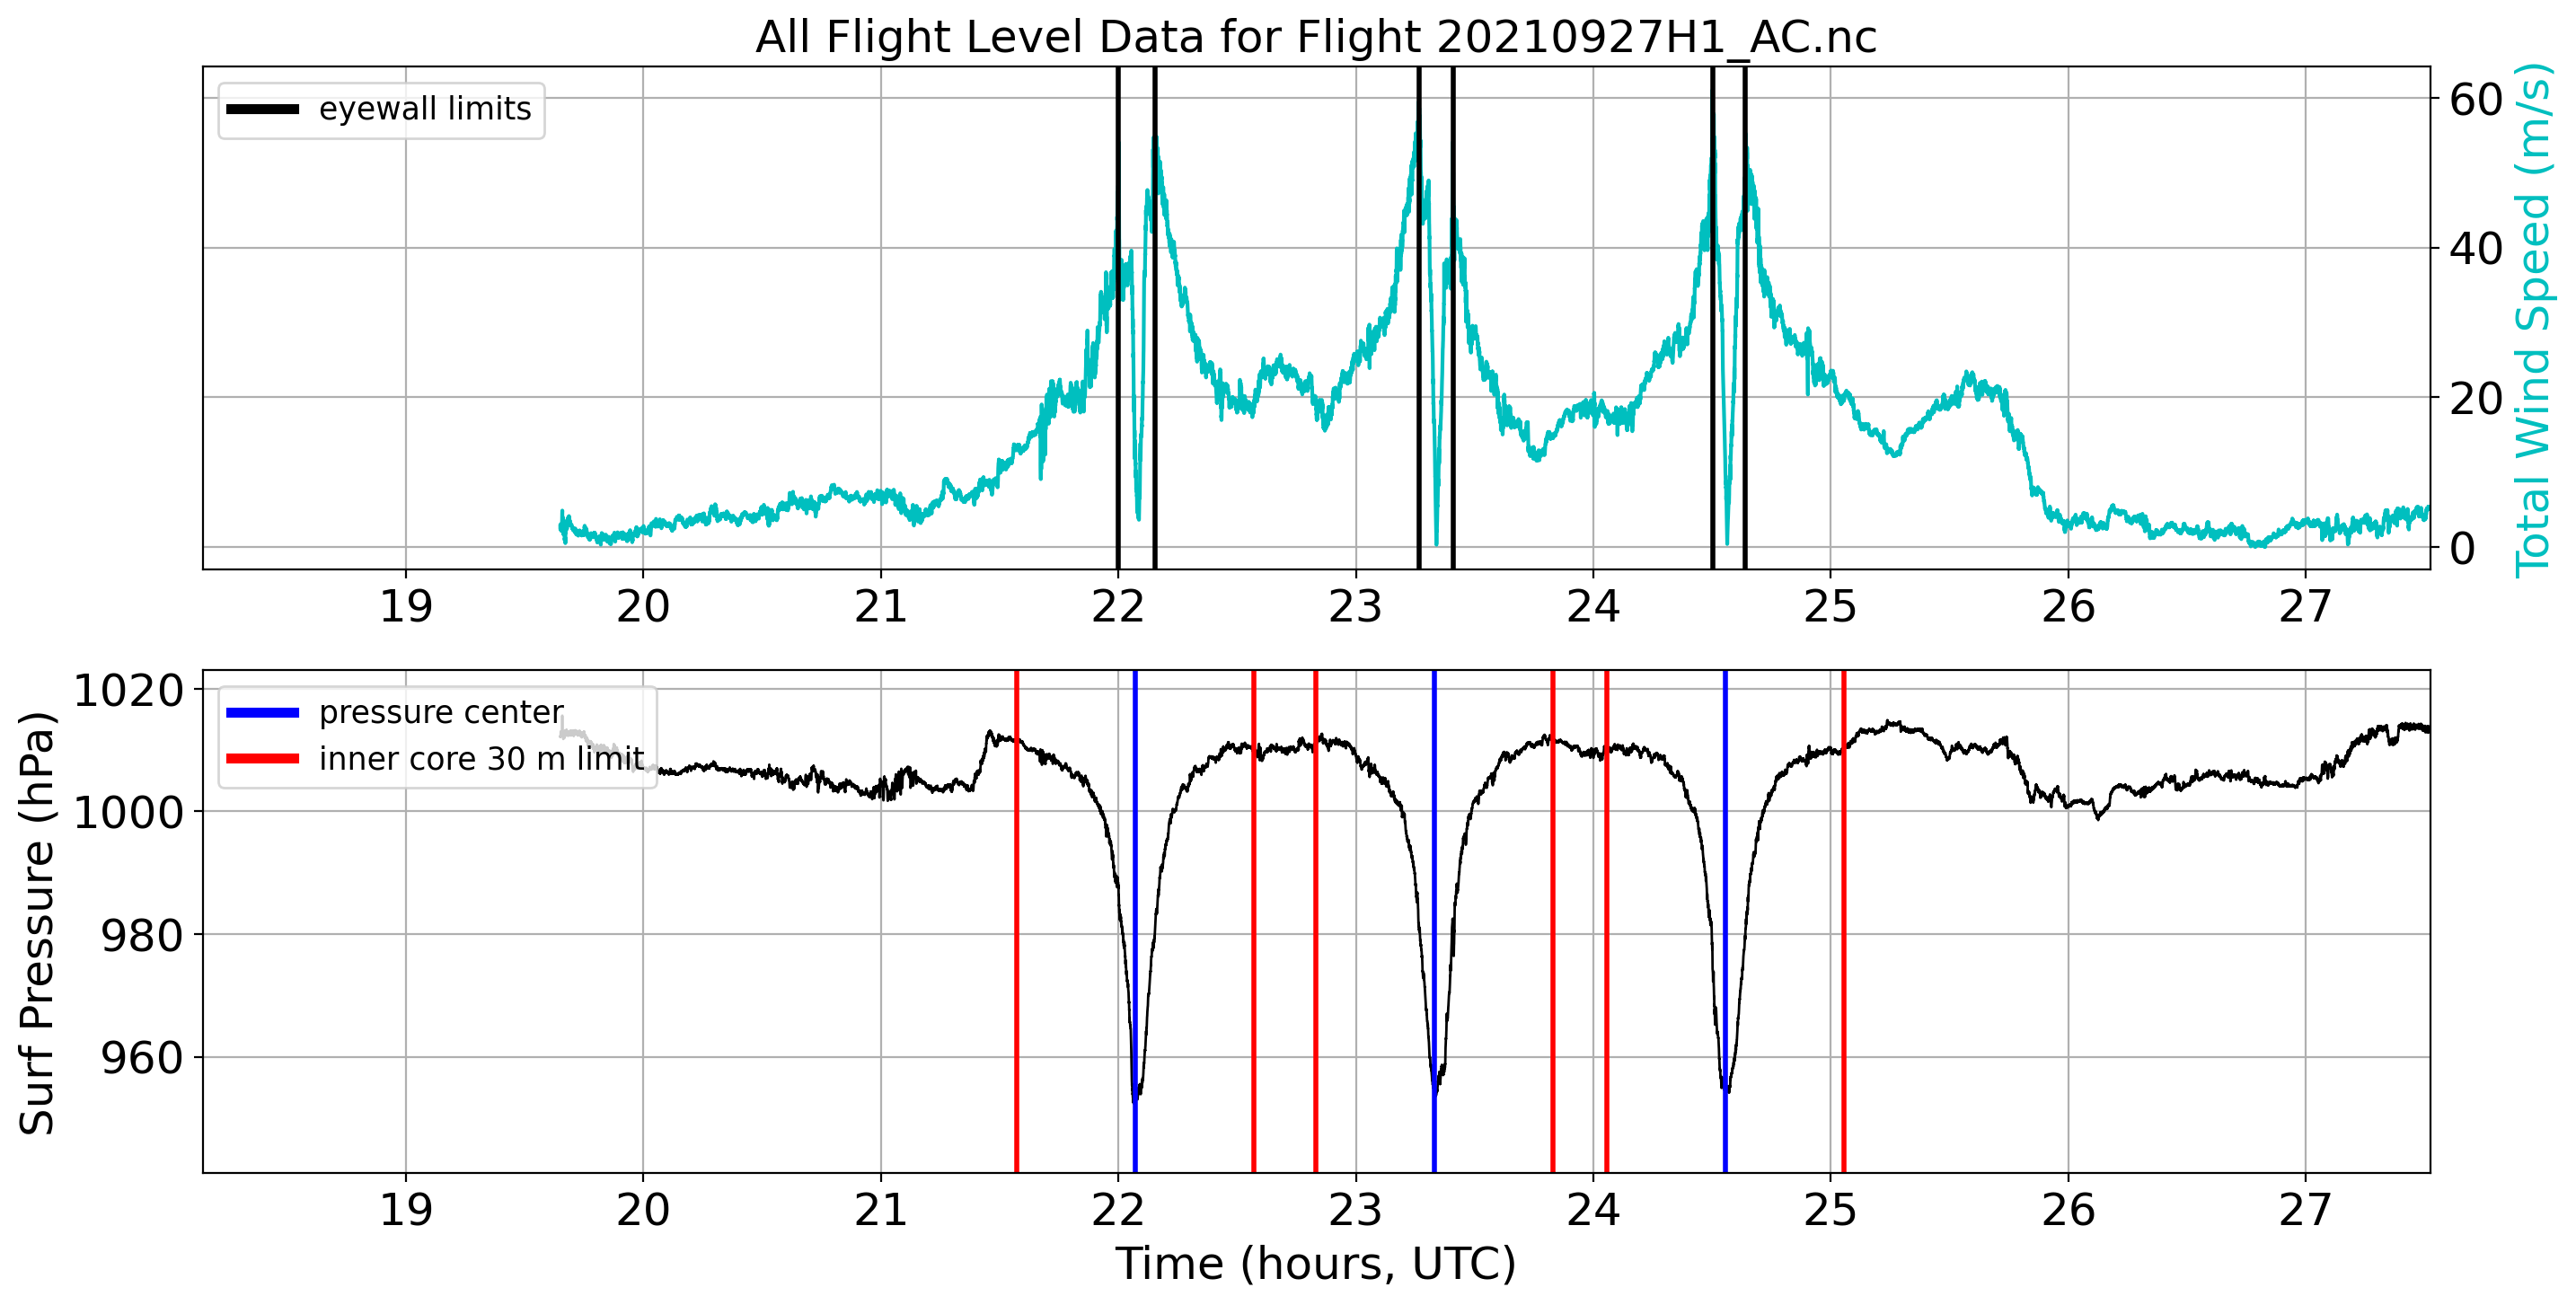 All Flight Level Data for Flight 20210927H1_AC.nc
eyewall limits
60
40
20
0
Total Wind Speed (m/s)
19 20 21 22 23 24 25 26 27
1020
1000
980
960
Surf Pressure (hPa)
pressure center
inner core 30 m limit
19 20 21 22 23 24 25 26 27
Time (hours, UTC)